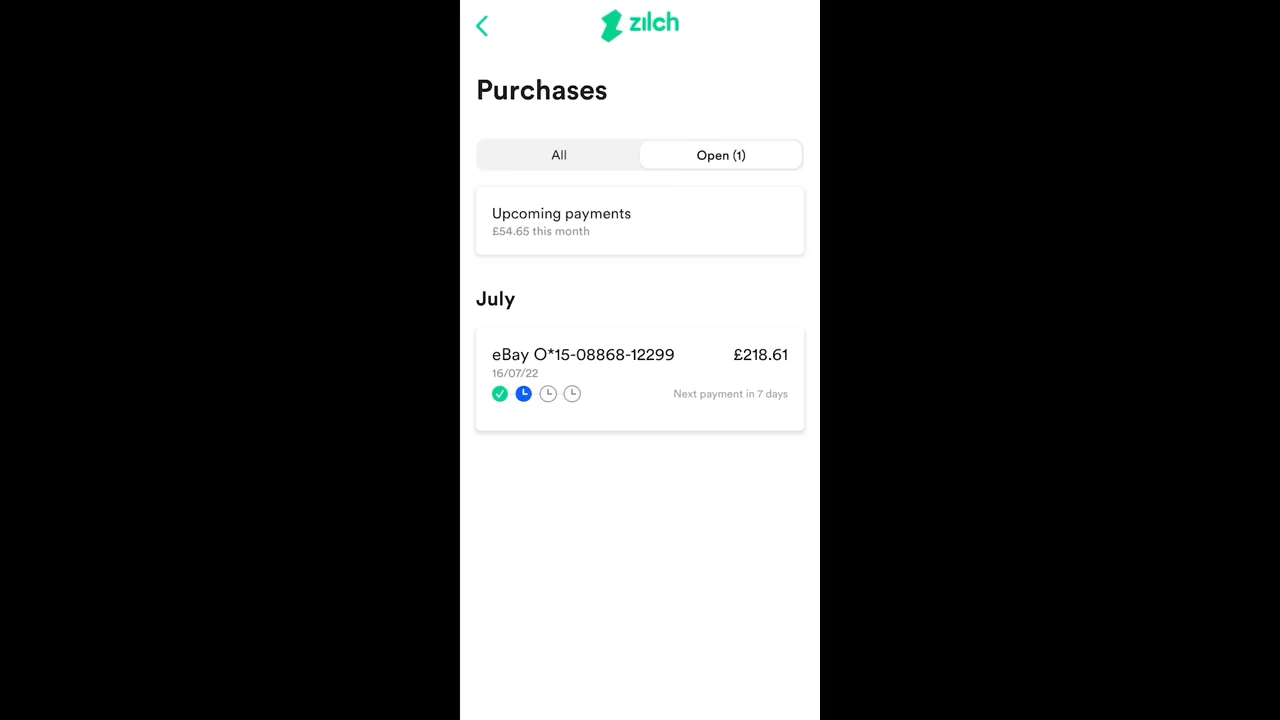 zilch
Purchases
All
Open (1)
Upcoming payments
£54.65 this month
July
eBay O*15-08868-12299 £218.61
16/07/22
Next payment in 7 days